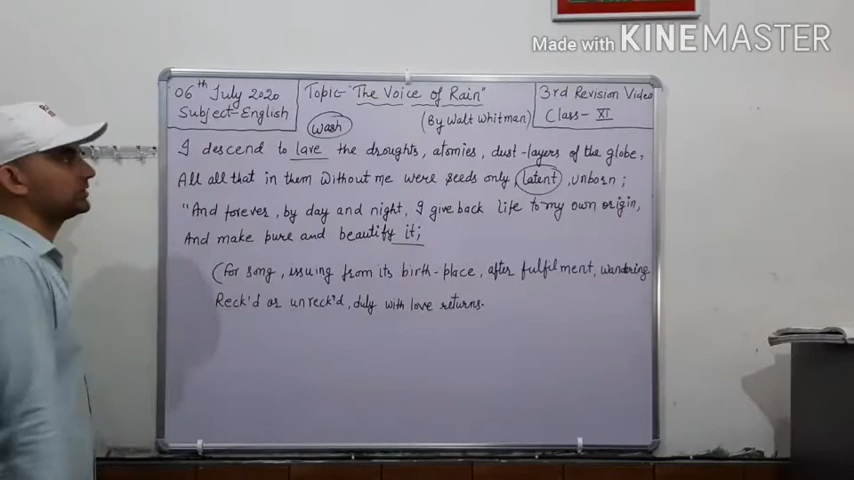 Made with KINEMASTER
06th July 2020
Subject-English
Topic- "The Voice of Rain"
(By Walt Whitman)
3rd Revision Video
Class- XI
wash
I descend to lave the droughts, atomies, dust-layers of the globe,
All all that in them without me were seeds only, latent, unborn;
"And forever, by day and night, I give back life to my own origin,
And make pure and beautify it;
(For song, issuing from its birth-place, after fulfilment, wandering
Reck'd or unreck'd, duly with love returns.